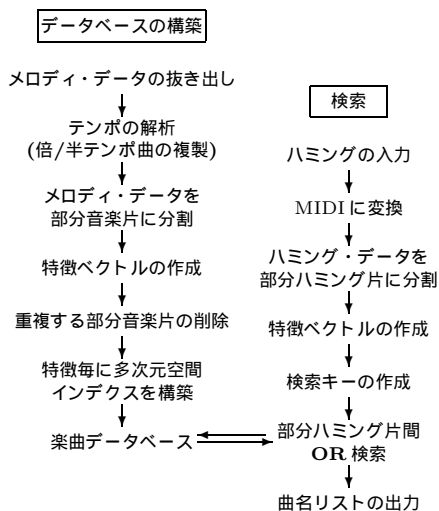 データベースの構築
メロディ・データの抜き出し
テンポの解析
(倍/半テンポ曲の複製)
メロディ・データを
部分音楽片に分割
特徴ベクトルの作成
重複する部分音楽片の削除
特徴毎に多次元空間
インデクスを構築
楽曲データベース
検索
ハミングの入力
MIDIに変換
ハミング・データを
部分ハミング片に分割
特徴ベクトルの作成
検索キーの作成
部分ハミング片間
OR 検索
曲名リストの出力